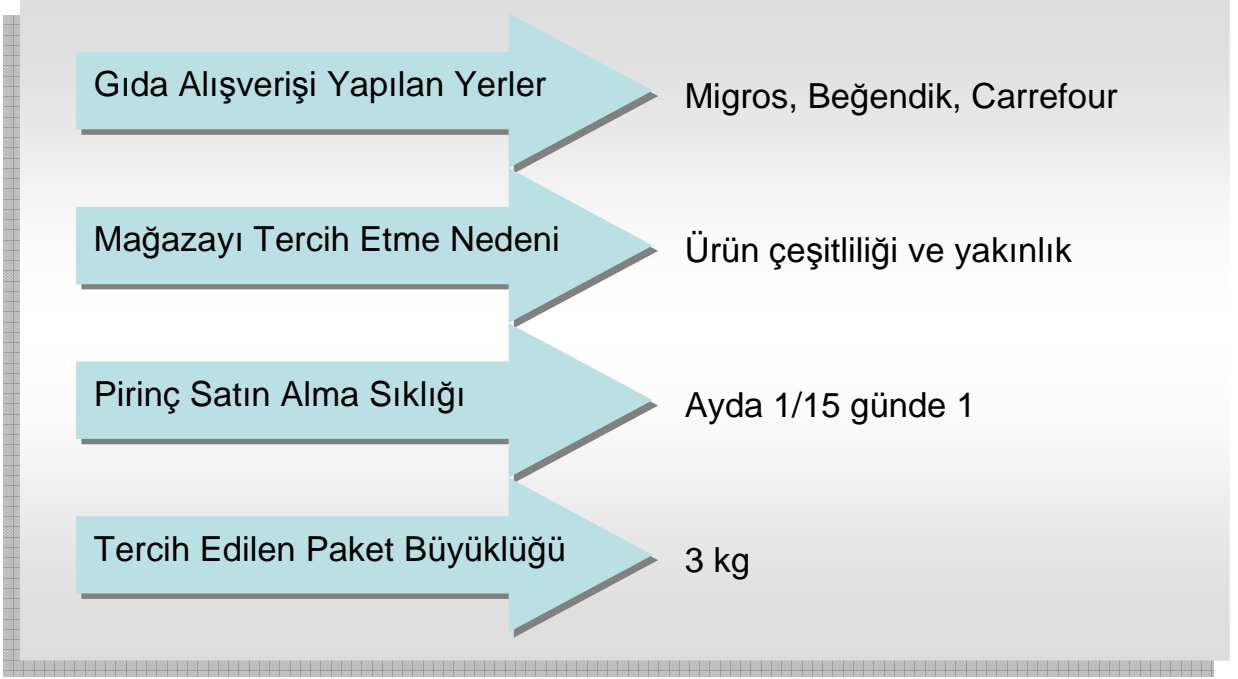 Gıda Alışverişi Yapılan Yerler
Migros, Beğendik, Carrefour
Mağazayı Tercih Etme Nedeni
Ürün çeşitliliği ve yakınlık
Pirinç Satın Alma Sıklığı
Ayda 1/15 günde 1
Tercih Edilen Paket Büyüklüğü
3 kg